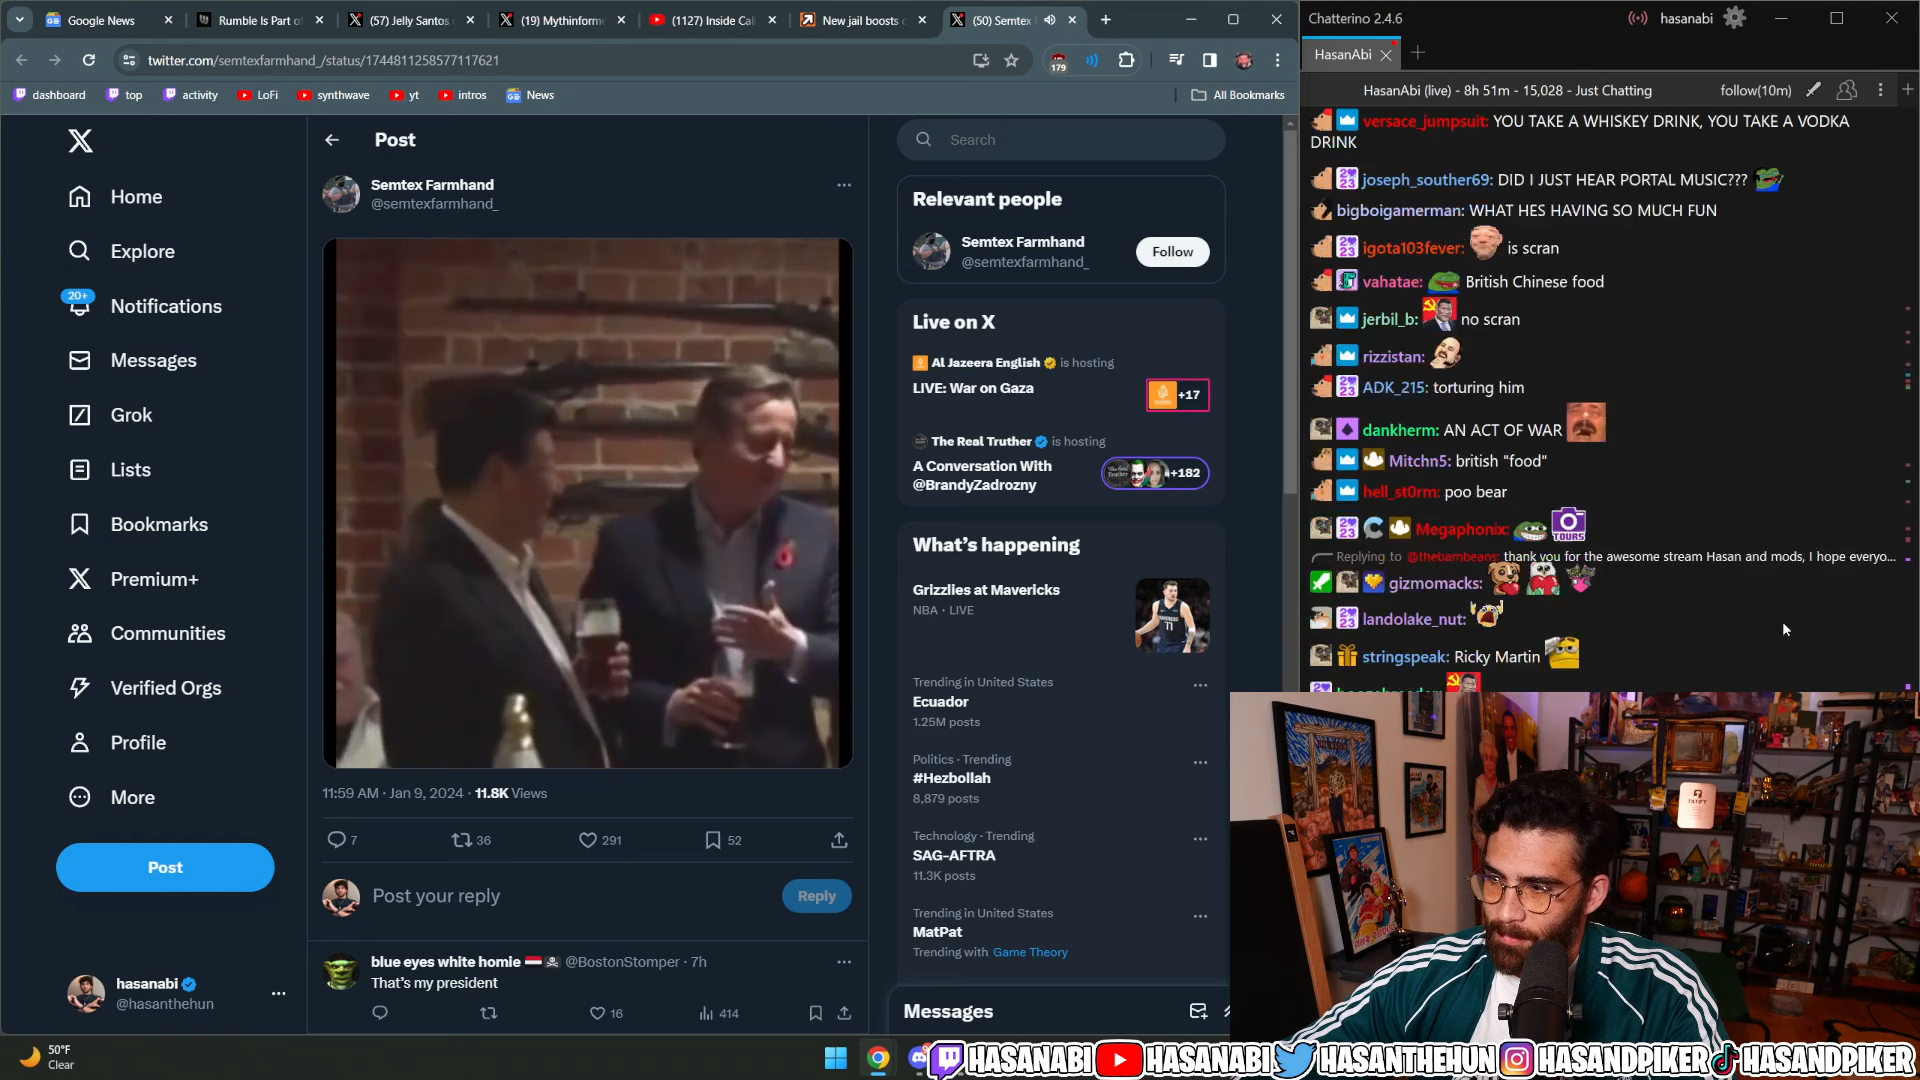 Google News
Rumble Is Part of
(57) Jelly Santos
(19) Mythinform
(1127) Inside Cal
New jail boosts
(50) Semtex
twitter.com/semtexfarmhand_/status/1744811258577117621
179
dashboard
top
activity
LoFi
synthwave
yt
intros
News
All Bookmarks
Home
Explore
20+
Notifications
Messages
Grok
Lists
Bookmarks
Premium+
Communities
Verified Orgs
Profile
More
Post
hasanabi
@hasanthehun
Post
Semtex Farmhand
@semtexfarmhand_
11:59 AM · Jan 9, 2024 · 11.8K Views
7
36
291
52
Post your reply
Reply
blue eyes white homie @BostonStomper · 7h
That's my president
16
414
Search
Relevant people
Semtex Farmhand
@semtexfarmhand_
Follow
Live on X
Al Jazeera English is hosting
LIVE: War on Gaza
+17
The Real Truther is hosting
A Conversation With
@BrandyZadrozny
+182
What's happening
Grizzlies at Mavericks
NBA · LIVE
Trending in United States
Ecuador
1.25M posts
Politics · Trending
#Hezbollah
8,879 posts
Technology · Trending
SAG-AFTRA
11.3K posts
Trending in United States
MatPat
Trending with Game Theory
Messages
Chatterino 2.4.6
hasanabi
HasanAbi
HasanAbi (live) - 8h 51m - 15,028 - Just Chatting
follow(10m)
versace_jumpsuit: YOU TAKE A WHISKEY DRINK, YOU TAKE A VODKA
DRINK
joseph_souther69: DID I JUST HEAR PORTAL MUSIC???
bigboigamerman: WHAT HES HAVING SO MUCH FUN
igota103fever: is scran
vahatae: British Chinese food
jerbil_b: no scran
rizzistan:
ADK_215: torturing him
dankherm: AN ACT OF WAR
Mitchn5: british "food"
hell_st0rm: poo bear
Megaphonix: TOURS
Replying to @thebambeans: thank you for the awesome stream Hasan and mods, I hope everyo...
gizmomacks:
landolake_nut:
stringspeak: Ricky Martin
50°F
Clear
HASANABI
HASANABI
HASANTHEHUN
HASANDPIKER
HASANDPIKER